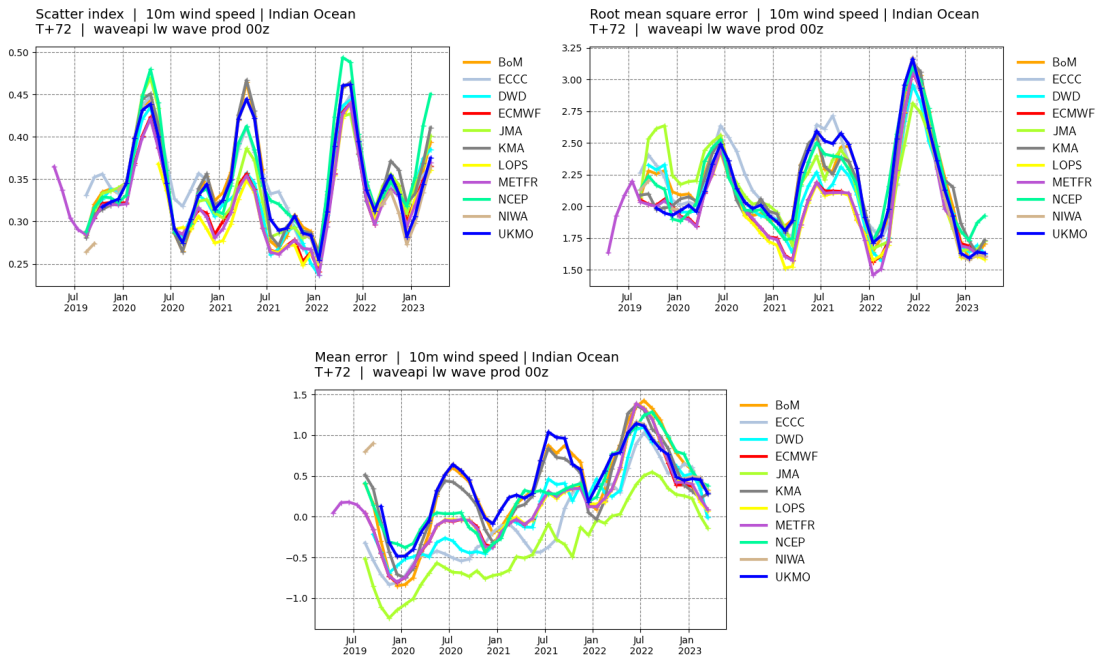 Scatter index | 10m wind speed | Indian Ocean
T+72 | waveapi lw wave prod 00z
0.50
0.45
0.40
0.35
0.30
0.25
Jul 2019
Jan 2020
Jul 2020
Jan 2021
Jul 2021
Jan 2022
Jul 2022
Jan 2023
BoM
ECCC
DWD
ECMWF
JMA
KMA
LOPS
METFR
NCEP
NIWA
UKMO
Root mean square error | 10m wind speed | Indian Ocean
T+72 | waveapi lw wave prod 00z
3.25
3.00
2.75
2.50
2.25
2.00
1.75
1.50
Jul 2019
Jan 2020
Jul 2020
Jan 2021
Jul 2021
Jan 2022
Jul 2022
Jan 2023
BoM
ECCC
DWD
ECMWF
JMA
KMA
LOPS
METFR
NCEP
NIWA
UKMO
Mean error | 10m wind speed | Indian Ocean
T+72 | waveapi lw wave prod 00z
1.5
1.0
0.5
0.0
−0.5
−1.0
Jul 2019
Jan 2020
Jul 2020
Jan 2021
Jul 2021
Jan 2022
Jul 2022
Jan 2023
BoM
ECCC
DWD
ECMWF
JMA
KMA
LOPS
METFR
NCEP
NIWA
UKMO